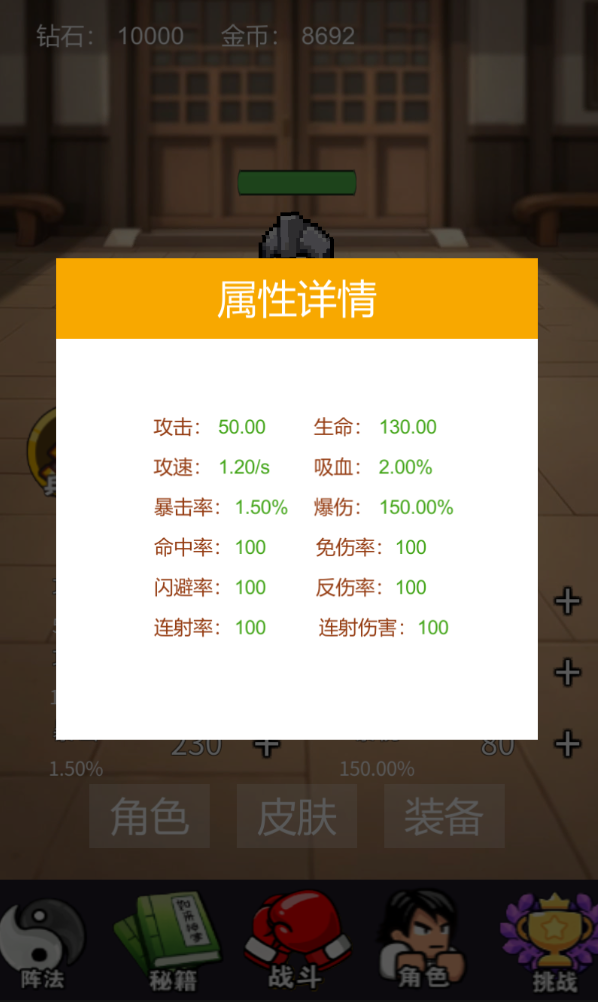 钻石： 10000 金币： 8692
属性详情
攻击： 50.00 生命： 130.00
攻速： 1.20/s 吸血： 2.00%
暴击率：1.50% 爆伤： 150.00%
命中率：100 免伤率：100
闪避率：100 反伤率：100
连射率：100 连射伤害：100
230 + 80 +
1.50% 150.00%
角色 皮肤 装备
阵法 秘籍 战斗 角色 挑战